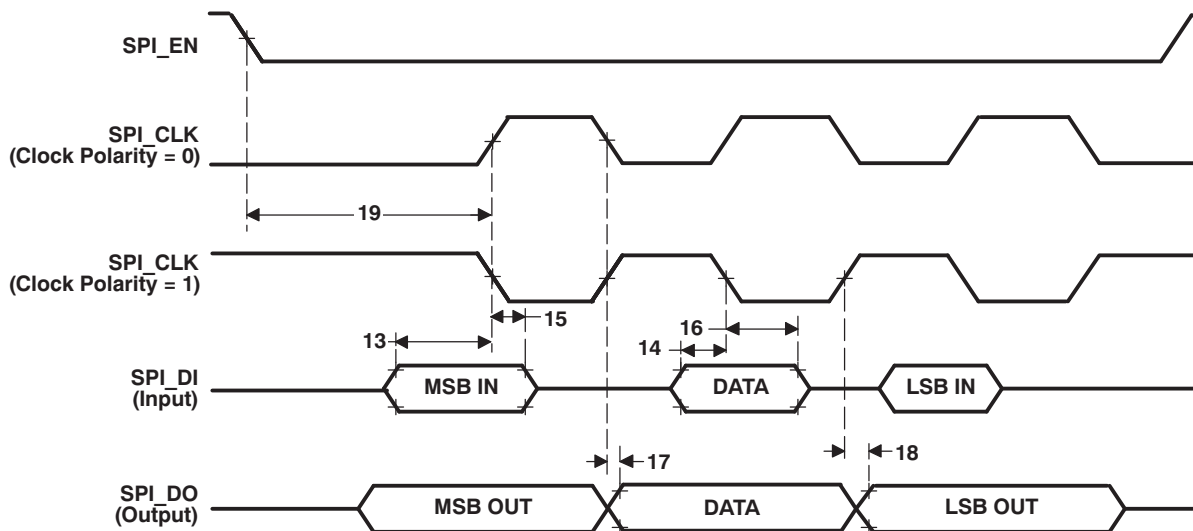 SPI_EN
SPI_CLK
(Clock Polarity = 0)
19
SPI_CLK
(Clock Polarity = 1)
15
16
13
14
SPI_DI
(Input)
MSB IN
DATA
LSB IN
17
18
SPI_DO
(Output)
MSB OUT
DATA
LSB OUT